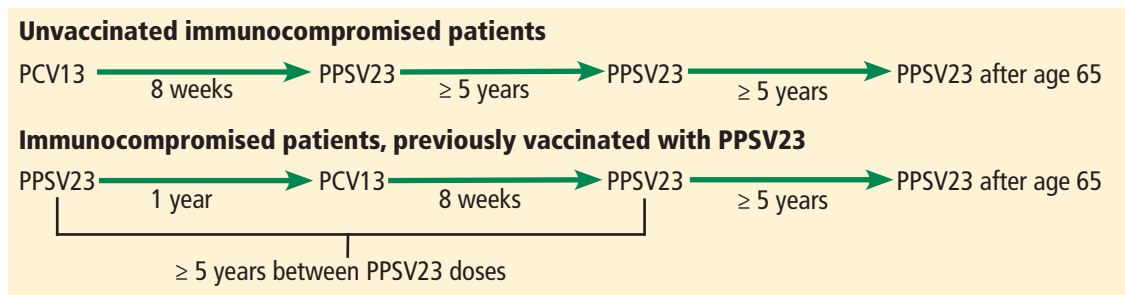 Unvaccinated immunocompromised patients
PCV13 PPSV23 PPSV23 PPSV23 after age 65
8 weeks ≥ 5 years ≥ 5 years
Immunocompromised patients, previously vaccinated with PPSV23
PPSV23 PCV13 PPSV23 PPSV23 after age 65
1 year 8 weeks ≥ 5 years
≥ 5 years between PPSV23 doses